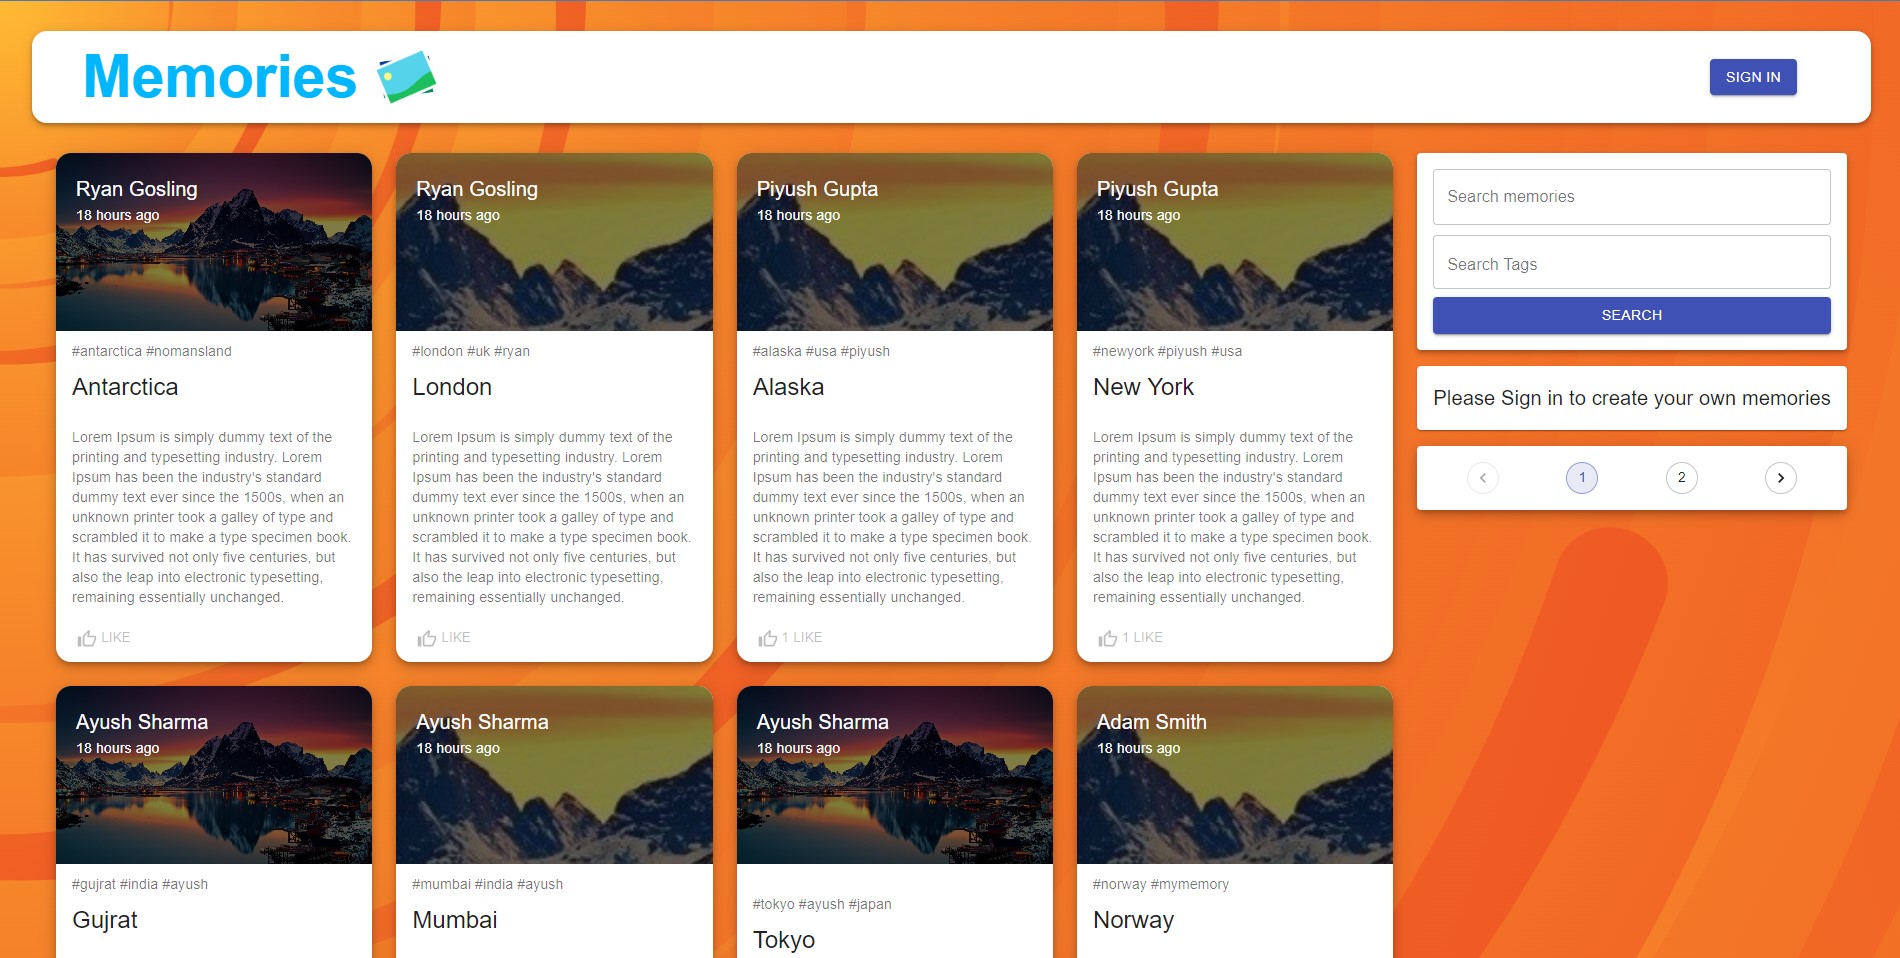 Memories
SIGN IN
Ryan Gosling
18 hours ago
#antarctica #nomansland
Antarctica
Lorem Ipsum is simply dummy text of the
printing and typesetting industry. Lorem
Ipsum has been the industry's standard
dummy text ever since the 1500s, when an
unknown printer took a galley of type and
scrambled it to make a type specimen book.
It has survived not only five centuries, but
also the leap into electronic typesetting,
remaining essentially unchanged.
LIKE
Ryan Gosling
18 hours ago
#london #uk #ryan
London
Lorem Ipsum is simply dummy text of the
printing and typesetting industry. Lorem
Ipsum has been the industry's standard
dummy text ever since the 1500s, when an
unknown printer took a galley of type and
scrambled it to make a type specimen book.
It has survived not only five centuries, but
also the leap into electronic typesetting,
remaining essentially unchanged.
LIKE
Piyush Gupta
18 hours ago
#alaska #usa #piyush
Alaska
Lorem Ipsum is simply dummy text of the
printing and typesetting industry. Lorem
Ipsum has been the industry's standard
dummy text ever since the 1500s, when an
unknown printer took a galley of type and
scrambled it to make a type specimen book.
It has survived not only five centuries, but
also the leap into electronic typesetting,
remaining essentially unchanged.
1 LIKE
Piyush Gupta
18 hours ago
#newyork #piyush #usa
New York
Lorem Ipsum is simply dummy text of the
printing and typesetting industry. Lorem
Ipsum has been the industry's standard
dummy text ever since the 1500s, when an
unknown printer took a galley of type and
scrambled it to make a type specimen book.
It has survived not only five centuries, but
also the leap into electronic typesetting,
remaining essentially unchanged.
1 LIKE
Search memories
Search Tags
SEARCH
Please Sign in to create your own memories
1 2
Ayush Sharma
18 hours ago
#gujrat #india #ayush
Gujrat
Ayush Sharma
18 hours ago
#mumbai #india #ayush
Mumbai
Ayush Sharma
18 hours ago
#tokyo #ayush #japan
Tokyo
Adam Smith
18 hours ago
#norway #mymemory
Norway